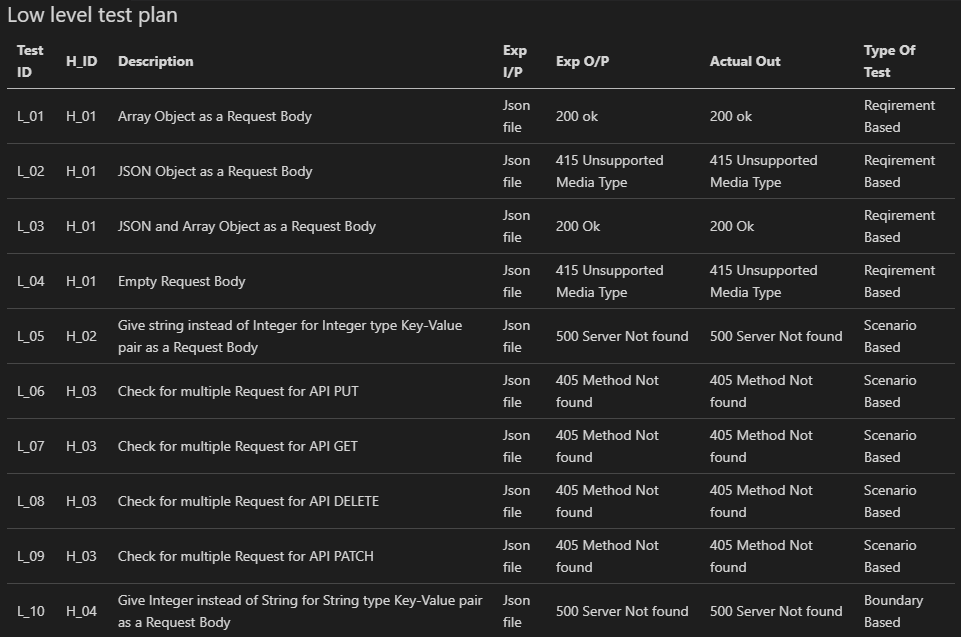 Low level test plan
Test ID H_ID Description Exp I/P Exp O/P Actual Out Type Of Test
L_01 H_01 Array Object as a Request Body Json file 200 ok 200 ok Reqirement Based
L_02 H_01 JSON Object as a Request Body Json file 415 Unsupported Media Type 415 Unsupported Media Type Reqirement Based
L_03 H_01 JSON and Array Object as a Request Body Json file 200 Ok 200 Ok Reqirement Based
L_04 H_01 Empty Request Body Json file 415 Unsupported Media Type 415 Unsupported Media Type Reqirement Based
L_05 H_02 Give string instead of Integer for Integer type Key-Value pair as a Request Body Json file 500 Server Not found 500 Server Not found Scenario Based
L_06 H_03 Check for multiple Request for API PUT Json file 405 Method Not found 405 Method Not found Scenario Based
L_07 H_03 Check for multiple Request for API GET Json file 405 Method Not found 405 Method Not found Scenario Based
L_08 H_03 Check for multiple Request for API DELETE Json file 405 Method Not found 405 Method Not found Scenario Based
L_09 H_03 Check for multiple Request for API PATCH Json file 405 Method Not found 405 Method Not found Scenario Based
L_10 H_04 Give Integer instead of String for String type Key-Value pair as a Request Body Json file 500 Server Not found 500 Server Not found Boundary Based